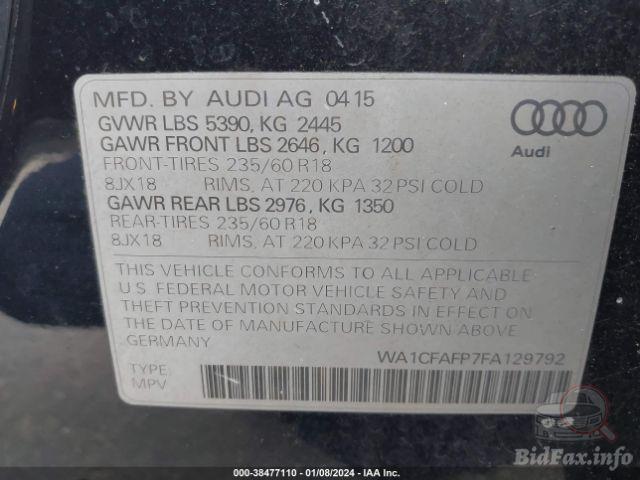 MFD. BY AUDI AG 04 15
GVWR LBS 5390, KG 2445
GAWR FRONT LBS 2646, KG 1200
FRONT-TIRES 235/60 R18
8JX18 RIMS, AT 220 KPA 32 PSI COLD
GAWR REAR LBS 2976, KG 1350
REAR-TIRES 235/60 R18
8JX18 RIMS, AT 220 KPA 32 PSI COLD
Audi
THIS VEHICLE CONFORMS TO ALL APPLICABLE
U.S. FEDERAL MOTOR VEHICLE SAFETY AND
THEFT PREVENTION STANDARDS IN EFFECT ON
THE DATE OF MANUFACTURE SHOWN ABOVE
GERMANY
WA1CFAFP7FA129792
TYPE:
MPV
BidFax.info
000-38477110 - 01/08/2024 - IAA Inc.